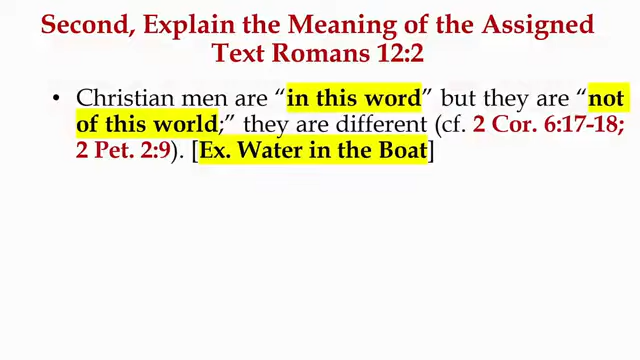 Second, Explain the Meaning of the Assigned
Text Romans 12:2
• Christian men are “in this word” but they are “not
of this world;” they are different (cf. 2 Cor. 6:17-18;
2 Pet. 2:9). [Ex. Water in the Boat]